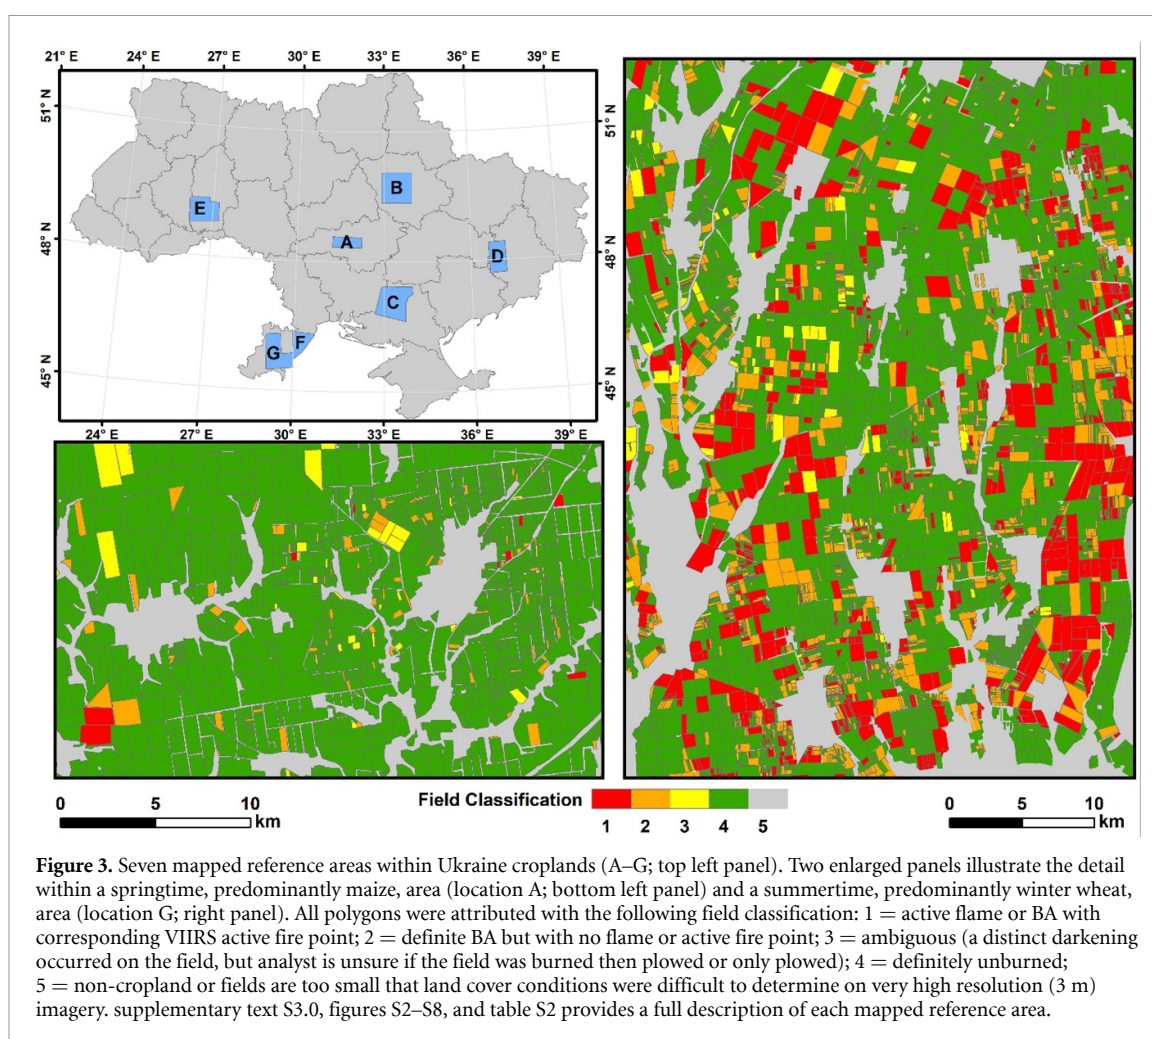 21° E 24° E 27° E 30° E 33° E 36° E 39° E
51° N
51° N
B
E
A
48° N
48° N
D
C
F
G
45° N
45° N
24° E 27° E 30° E 33° E 36° E 39° E
Field Classification
1 2 3 4 5
0 5 10
km
0 5 10
km
Figure 3. Seven mapped reference areas within Ukraine croplands (A–G; top left panel). Two enlarged panels illustrate the detail
within a springtime, predominantly maize, area (location A; bottom left panel) and a summertime, predominantly winter wheat,
area (location G; right panel). All polygons were attributed with the following field classification: 1 = active flame or BA with
corresponding VIIRS active fire point; 2 = definite BA but with no flame or active fire point; 3 = ambiguous (a distinct darkening
occurred on the field, but analyst is unsure if the field was burned then plowed or only plowed); 4 = definitely unburned;
5 = non-cropland or fields are too small that land cover conditions were difficult to determine on very high resolution (3 m)
imagery. supplementary text S3.0, figures S2–S8, and table S2 provides a full description of each mapped reference area.